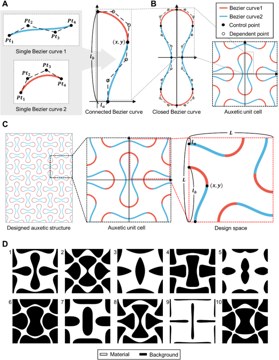 A
Pt1
Pt2
Pt3
Pt4
Single Bezier curve 1
Pt1
Pt2
Pt3
Pt4
Single Bezier curve 2
(x, y)
Connected Bezier curve
B
Closed Bezier curve
Bezier curve1
Bezier curve2
Control point
Dependent point
Auxetic unit cell
C
Designed auxetic structure
Auxetic unit cell
L
L
(x, y)
Design space
D
1
2
3
4
5
6
7
8
9
10
Material
Background